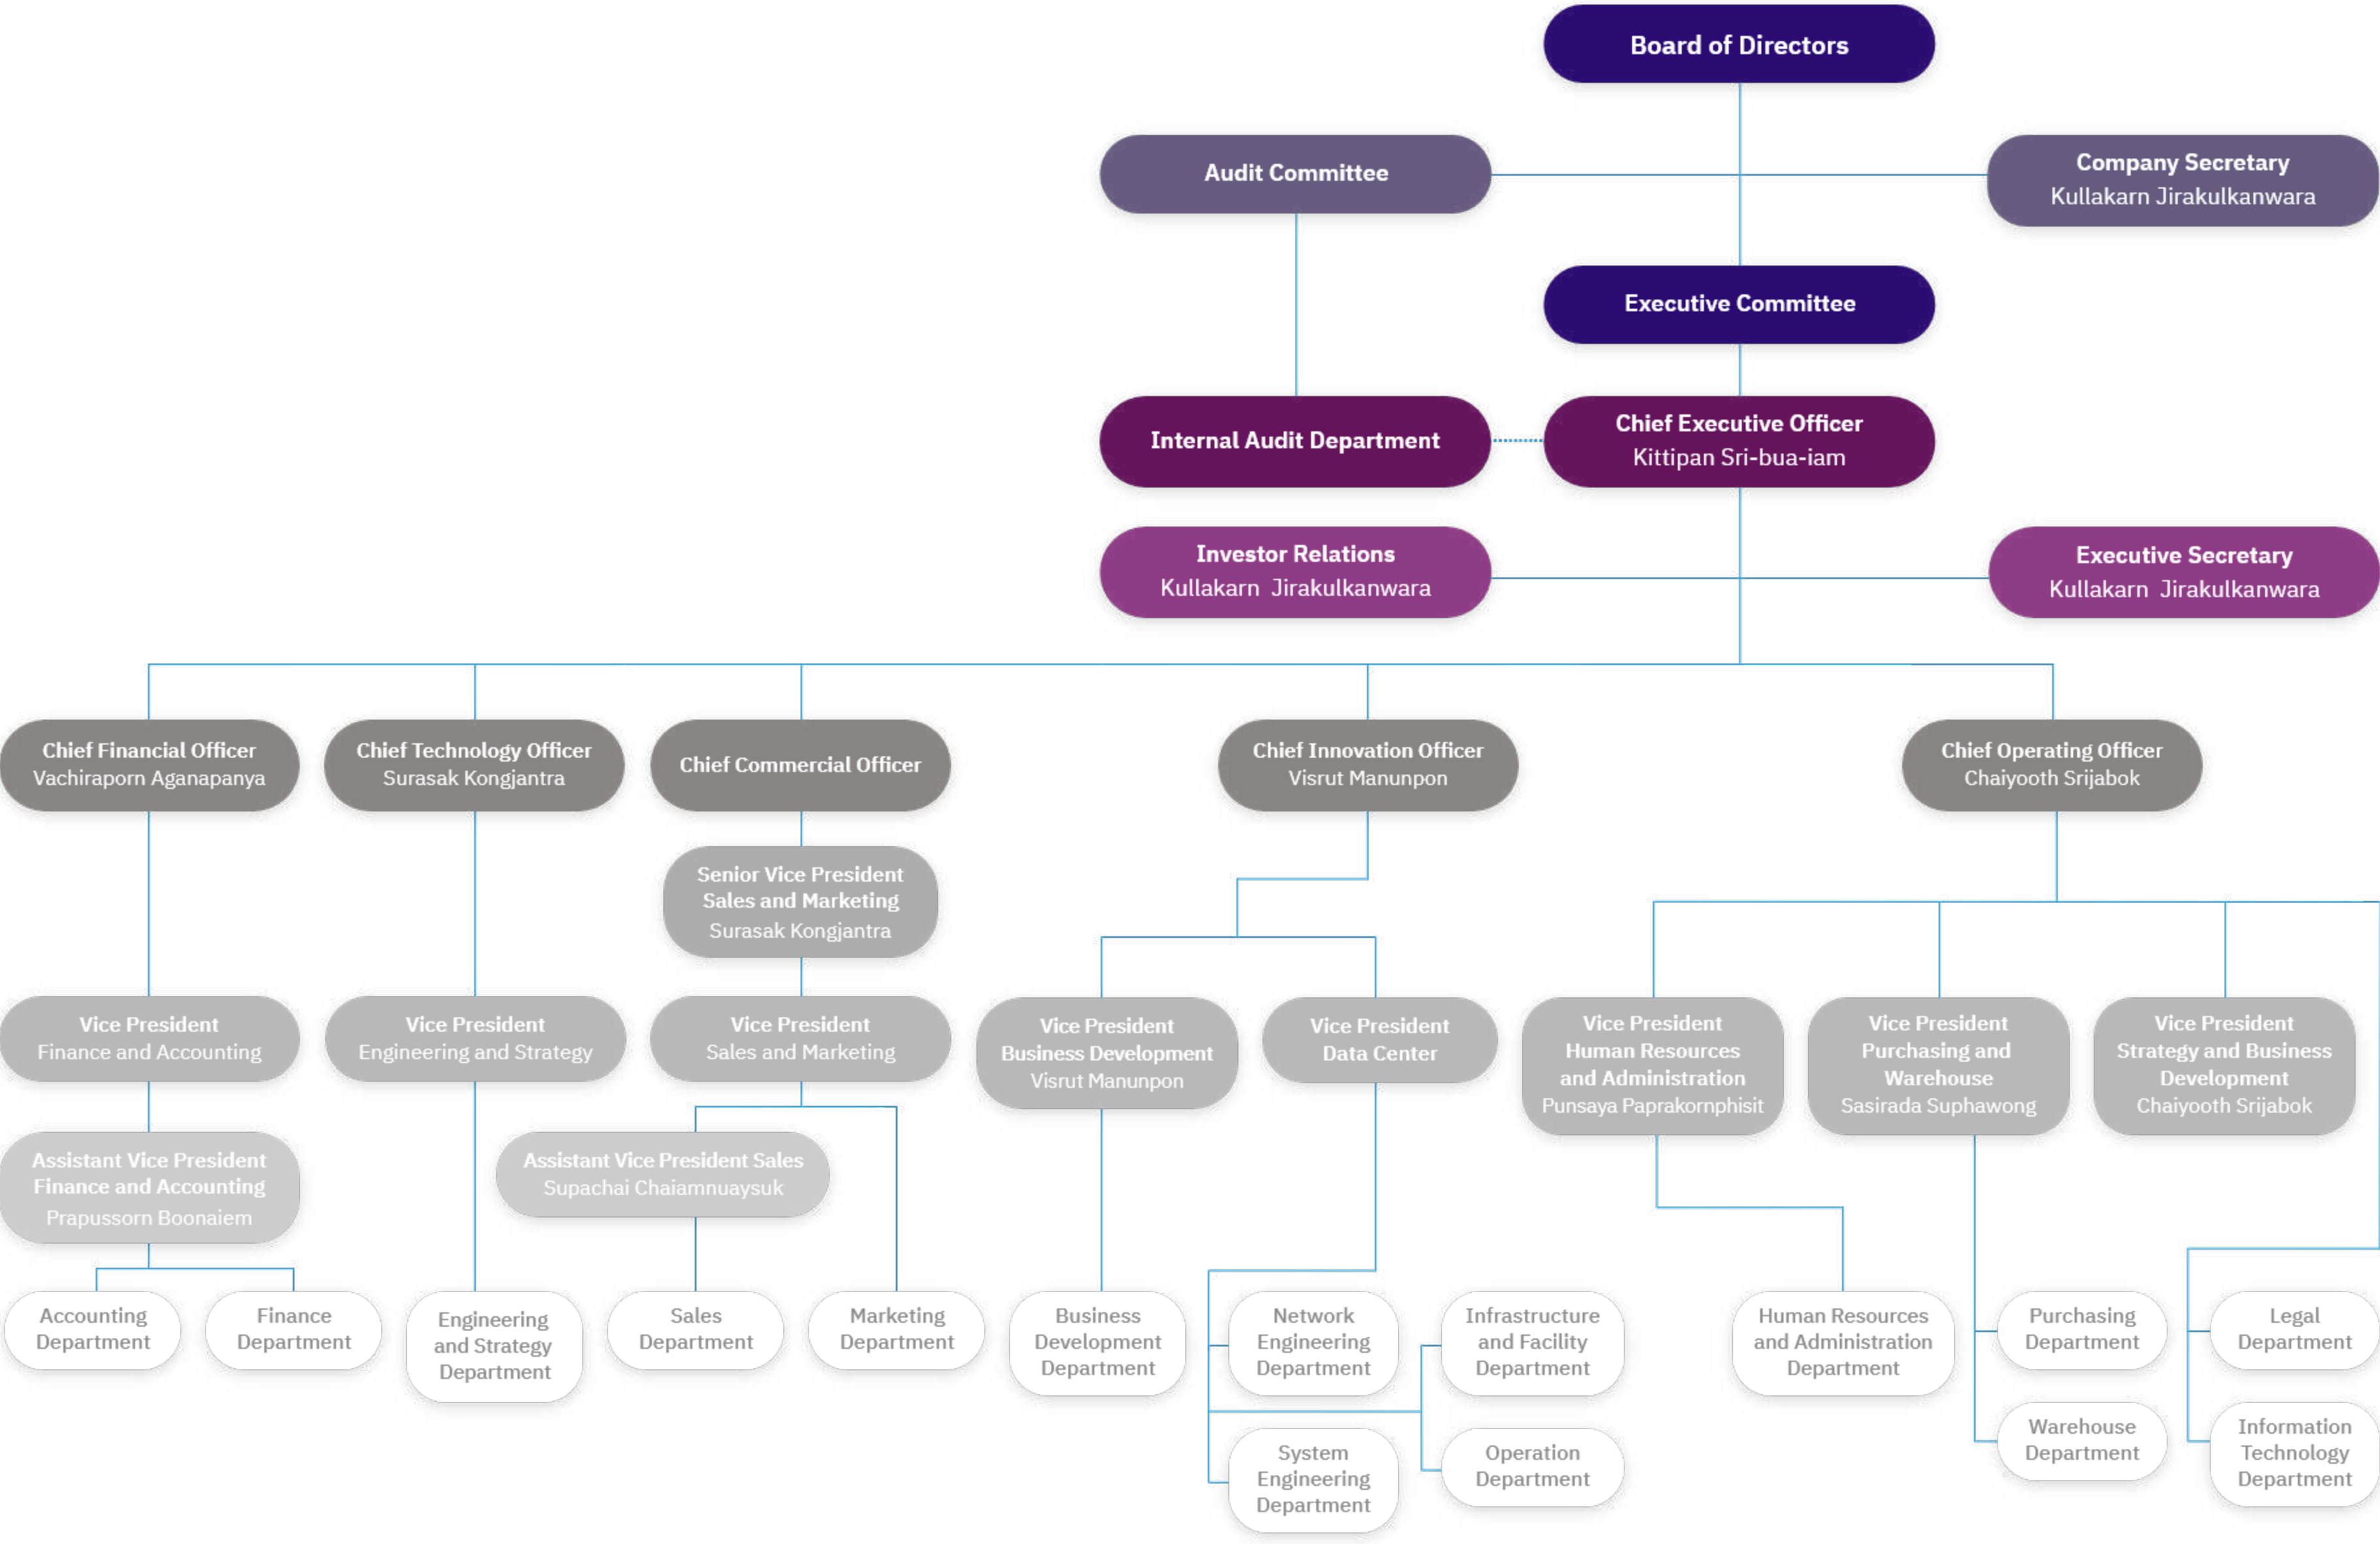 Board of Directors
Audit Committee
Company Secretary
Kullakarn Jirakulkanwara
Executive Committee
Internal Audit Department
Chief Executive Officer
Kittipan Sri-bua-iam
Investor Relations
Kullakarn Jirakulkanwara
Executive Secretary
Kullakarn Jirakulkanwara
Chief Financial Officer
Vachiraporn Aganapanya
Chief Technology Officer
Surasak Kongjantra
Chief Commercial Officer
Chief Innovation Officer
Visrut Manunpon
Chief Operating Officer
Chaiyooth Srijabok
Senior Vice President
Sales and Marketing
Surasak Kongjantra
Vice President
Finance and Accounting
Vice President
Engineering and Strategy
Vice President
Sales and Marketing
Vice President
Business Development
Visrut Manunpon
Vice President
Data Center
Vice President
Human Resources
and Administration
Punsaya Paprakornphisit
Vice President
Purchasing and
Warehouse
Sasirada Suphawong
Vice President
Strategy and Business
Development
Chaiyooth Srijabok
Assistant Vice President
Finance and Accounting
Prapussorn Boonaiem
Assistant Vice President Sales
Supachai Chaiamnuaysuk
Accounting
Department
Finance
Department
Engineering
and Strategy
Department
Sales
Department
Marketing
Department
Business
Development
Department
Network
Engineering
Department
Infrastructure
and Facility
Department
Human Resources
and Administration
Department
Purchasing
Department
Legal
Department
System
Engineering
Department
Operation
Department
Warehouse
Department
Information
Technology
Department